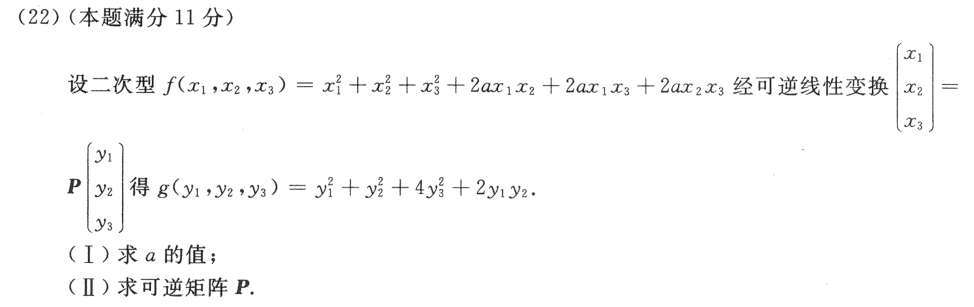 (22)(本题满分 11 分)
设二次型 f(x₁,x₂,x₃) = x₁² + x₂² + x₃² + 2ax₁x₂ + 2ax₁x₃ + 2ax₂x₃ 经可逆线性变换 (x₁ x₂ x₃) =
P (y₁ y₂ y₃) 得 g(y₁,y₂,y₃) = y₁² + y₂² + 4y₃² + 2y₁y₂.
(Ⅰ)求 a 的值;
(Ⅱ)求可逆矩阵 P.